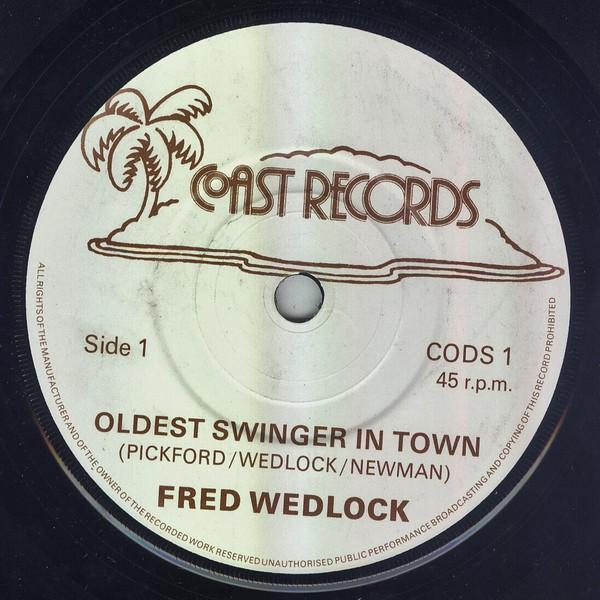 COAST RECORDS
Side 1
CODS 1
45 r.p.m.
OLDEST SWINGER IN TOWN
(PICKFORD/WEDLOCK/NEWMAN)
FRED WEDLOCK
ALL RIGHTS OF THE MANUFACTURER AND OF THE OWNER OF THE RECORDED WORK RESERVED UNAUTHORISED PUBLIC PERFORMANCE BROADCASTING AND COPYING OF THIS RECORD PROHIBITED